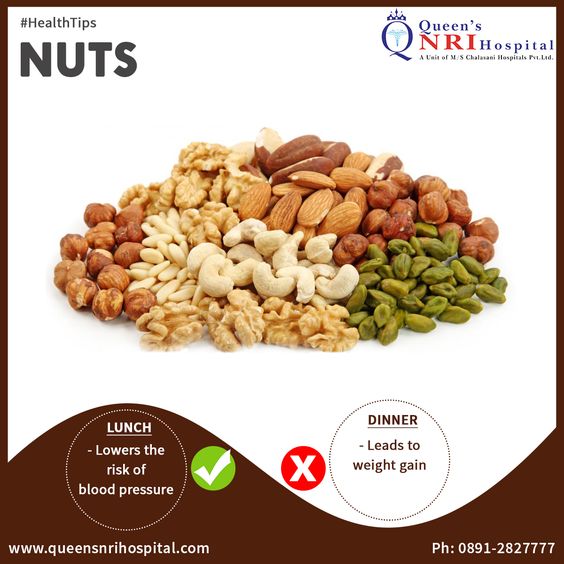 #HealthTips
NUTS
Queen's
NRI Hospital
A Unit of M/S Chalasani Hospitals Pvt.Ltd.
LUNCH
- Lowers the
risk of
blood pressure
DINNER
- Leads to
weight gain
www.queensnrihospital.com
Ph: 0891-2827777